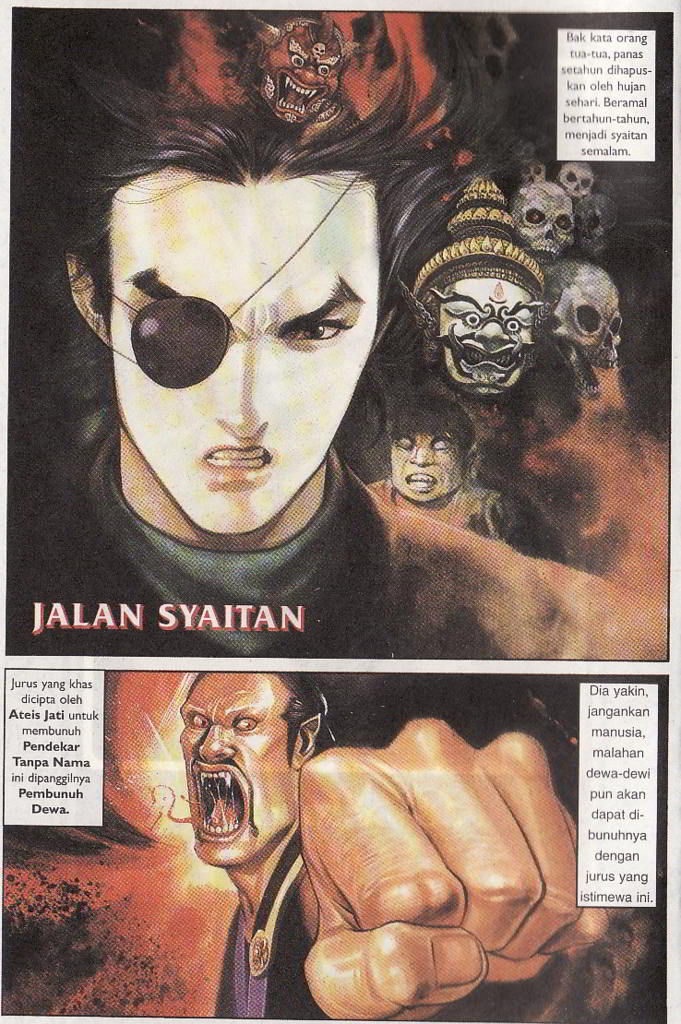 Bak kata orang
tua-tua, panas
setahun dihapus-
kan oleh hujan
sehari. Beramal
bertahun-tahun,
menjadi syaitan
semalam.
JALAN SYAITAN
Jurus yang khas
dicipta oleh
Ateis Jati untuk
membunuh
Pendekar
Tanpa Nama
ini dipanggilnya
Pembunuh
Dewa.
Dia yakin,
jangankan
manusia,
malahan
dewa-dewi
pun akan
dapat di-
bunuhnya
dengan
jurus yang
istimewa ini.